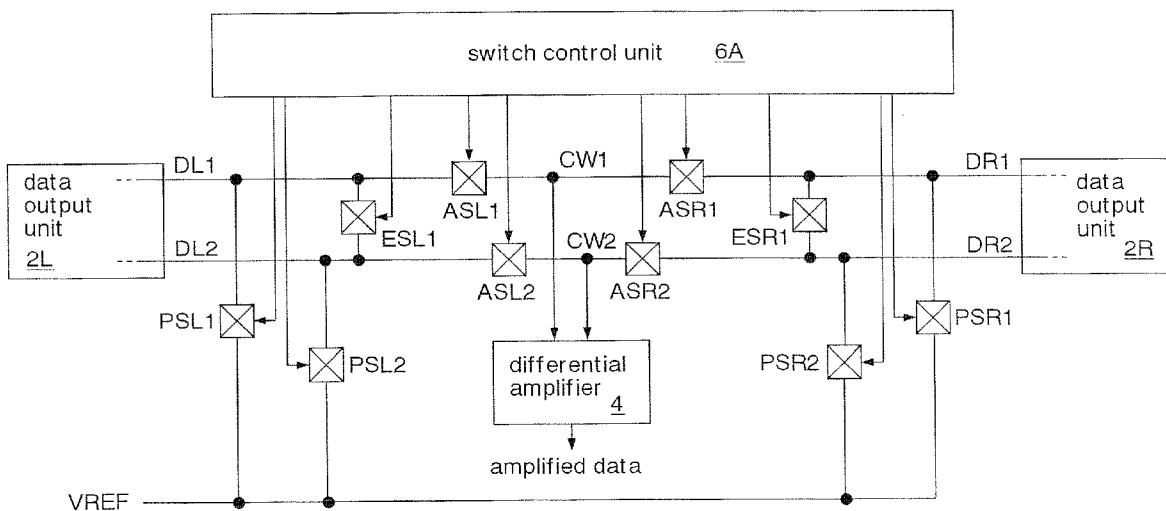 switch control unit 6A
DL1
CW1
DR1
data
output
unit
2L
ASL1
ASR1
data
output
unit
2R
ESL1
ESR1
DL2
CW2
DR2
ASL2
ASR2
PSL1
PSR1
PSL2
PSR2
differential
amplifier
4
amplified data
VREF